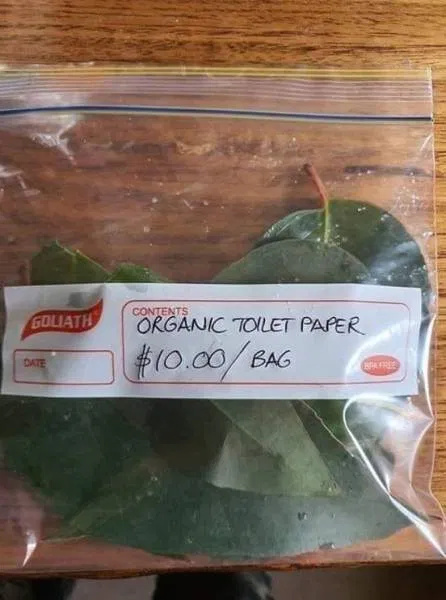 GOLIATH
CONTENTS
ORGANIC TOILET PAPER
DATE
$10.00/BAG
BPA FREE